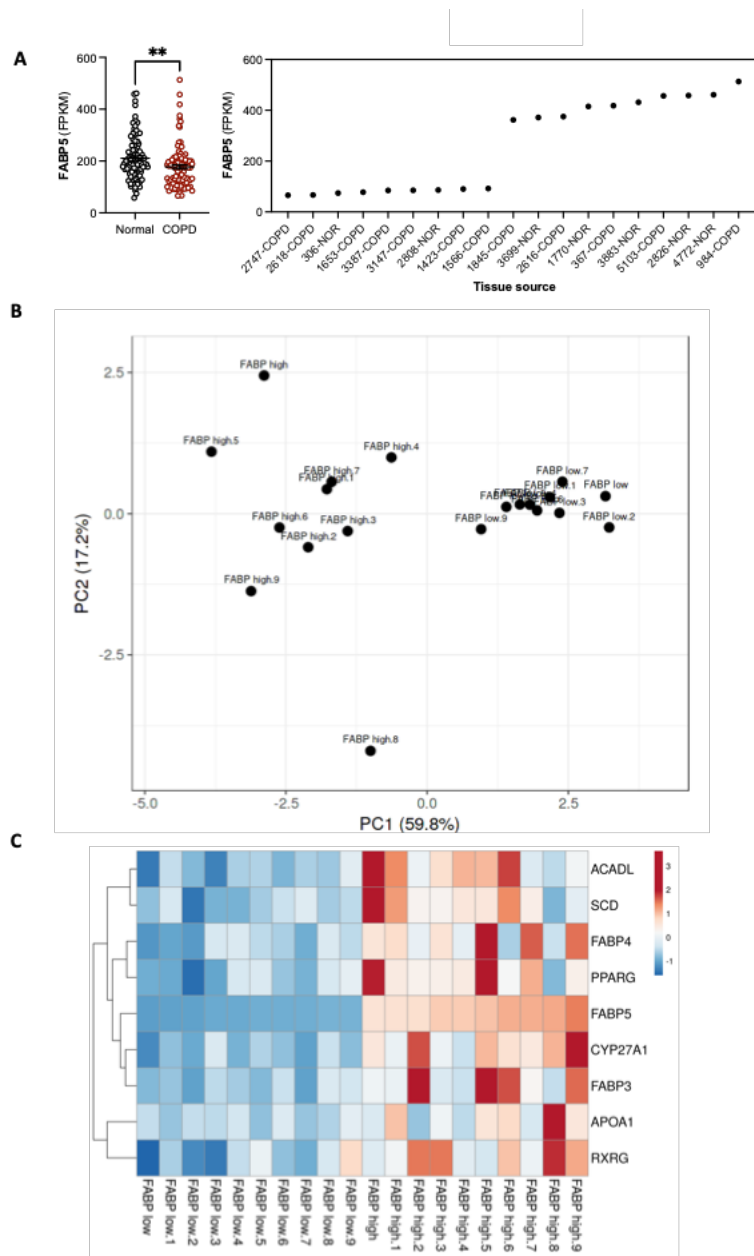 A
**
FABP5 (FPKM)
600
400
200
0
Normal
COPD
FABP5 (FPKM)
600
400
200
0
2747-COPD
2618-COPD
306-NOR
1653-COPD
3387-COPD
3147-COPD
2808-NOR
1423-COPD
1566-COPD
1845-COPD
3699-NOR
2616-COPD
1770-NOR
367-COPD
3883-NOR
5103-COPD
2826-NOR
4772-NOR
984-COPD
Tissue source
B
PC2 (17.2%)
2.5
0.0
-2.5
FABP high
FABP high.5
FABP high.4
FABP high.7
FABP high.1
FABP low.7
FABP low.1
FABP low
FABP low.3
FABP high.6
FABP high.3
FABP low.9
FABP low.2
FABP high.2
FABP high.9
FABP high.8
-5.0
-2.5
0.0
2.5
PC1 (59.8%)
C
ACADL
SCD
FABP4
PPARG
FABP5
CYP27A1
FABP3
APOA1
RXRG
3
2
1
0
-1
FABP low
FABP low.1
FABP low.2
FABP low.3
FABP low.4
FABP low.5
FABP low.6
FABP low.7
FABP low.8
FABP low.9
FABP high
FABP high.1
FABP high.2
FABP high.3
FABP high.4
FABP high.5
FABP high.6
FABP high.7
FABP high.8
FABP high.9